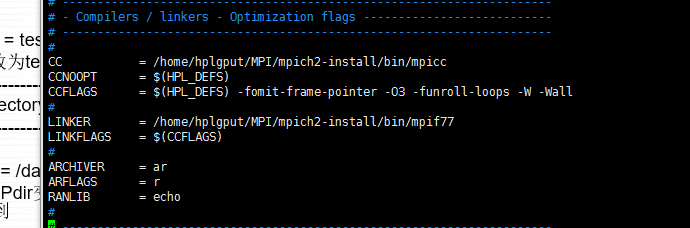 # ----------------------------------------------------------------------
# - Compilers / linkers - Optimization flags ---------------------------
# ----------------------------------------------------------------------
#
CC = /home/hplgput/MPI/mpich2-install/bin/mpicc
CCNOOPT = $(HPL_DEFS)
CCFLAGS = $(HPL_DEFS) -fomit-frame-pointer -O3 -funroll-loops -W -Wall
#
LINKER = /home/hplgput/MPI/mpich2-install/bin/mpif77
LINKFLAGS = $(CCFLAGS)
#
ARCHIVER = ar
ARFLAGS = r
RANLIB = echo
#
# ----------------------------------------------------------------------
= tes
为te
----------
ectory
----------
= /da
Pdir
到